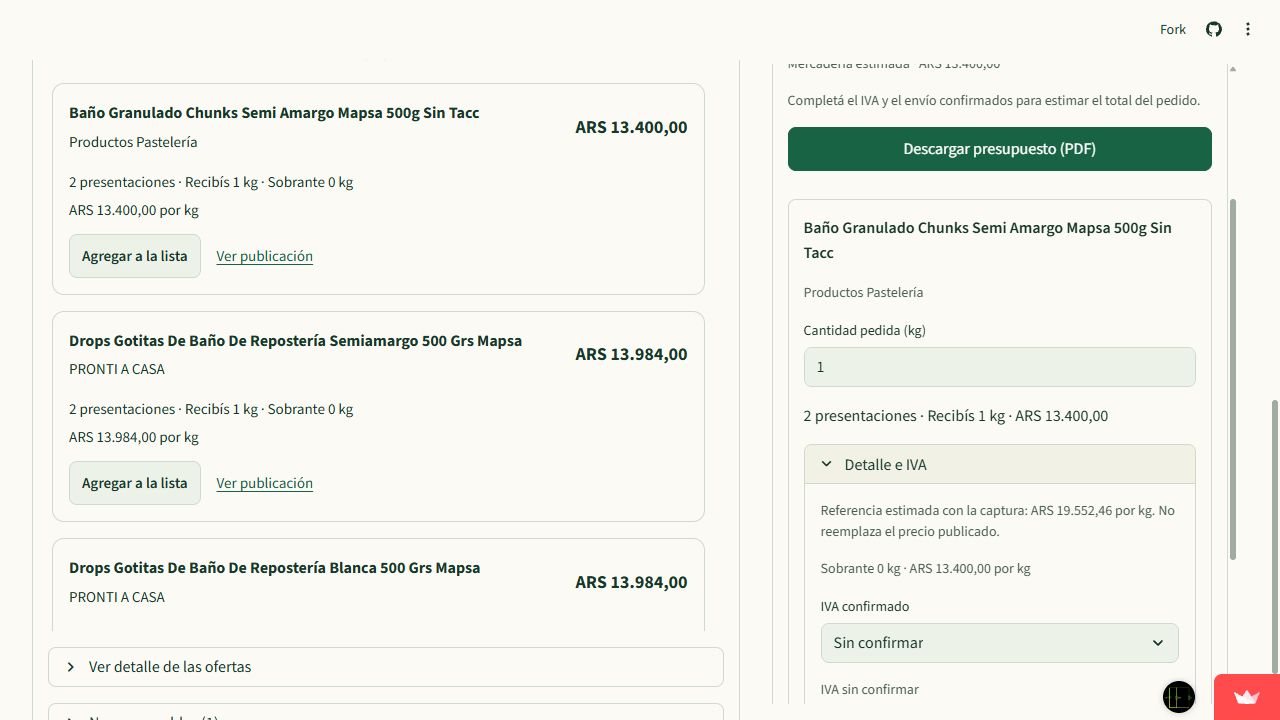 Fork
Baño Granulado Chunks Semi Amargo Mapsa 500g Sin Tacc
ARS 13.400,00
Productos Pastelería
2 presentaciones · Recibís 1 kg · Sobrante 0 kg
ARS 13.400,00 por kg
Agregar a la lista
Ver publicación
Drops Gotitas De Baño De Repostería Semiamargo 500 Grs Mapsa
ARS 13.984,00
PRONTI A CASA
2 presentaciones · Recibís 1 kg · Sobrante 0 kg
ARS 13.984,00 por kg
Agregar a la lista
Ver publicación
Drops Gotitas De Baño De Repostería Blanca 500 Grs Mapsa
ARS 13.984,00
PRONTI A CASA
Ver detalle de las ofertas
Mercadería estimada · ARS 13.400,00
Completá el IVA y el envío confirmados para estimar el total del pedido.
Descargar presupuesto (PDF)
Baño Granulado Chunks Semi Amargo Mapsa 500g Sin
Tacc
Productos Pastelería
Cantidad pedida (kg)
1
2 presentaciones · Recibís 1 kg · ARS 13.400,00
Detalle e IVA
Referencia estimada con la captura: ARS 19.552,46 por kg. No
reemplaza el precio publicado.
Sobrante 0 kg · ARS 13.400,00 por kg
IVA confirmado
Sin confirmar
IVA sin confirmar